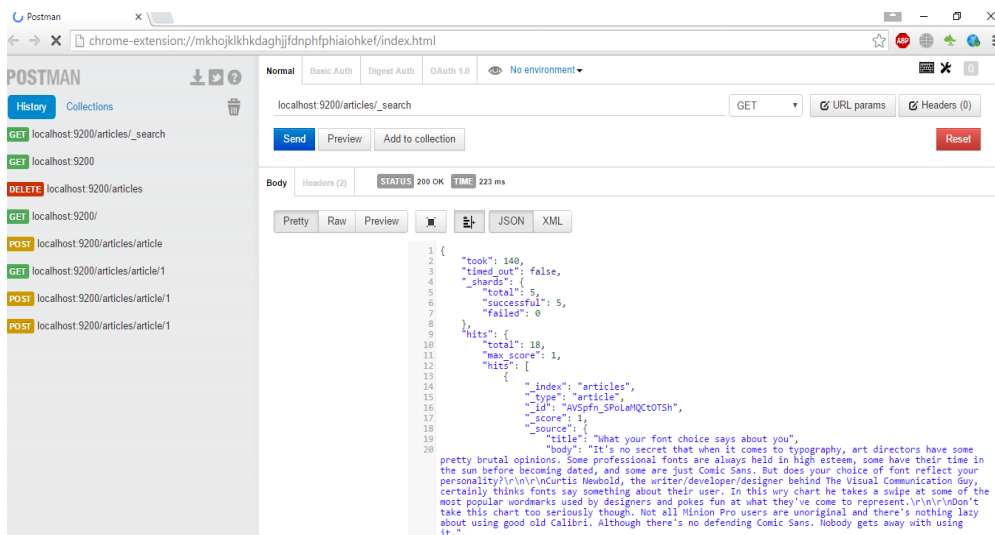 Postman
chrome-extension://mkhojklkhkdaghjjfdnphfphiaiohkef/index.html
ABP
POSTMAN
History Collections
GET localhost:9200/articles/_search
GET localhost:9200
DELETE localhost:9200/articles
GET localhost:9200/
POST localhost:9200/articles/article
GET localhost:9200/articles/article/1
POST localhost:9200/articles/article/1
POST localhost:9200/articles/article/1
Normal Basic Auth Digest Auth OAuth 1.0 No environment 0
localhost:9200/articles/_search GET URL params Headers (0)
Send Preview Add to collection Reset
Body Headers (2) STATUS 200 OK TIME 223 ms
Pretty Raw Preview JSON XML
1 {
2 "took": 140,
3 "timed_out": false,
4 "_shards": {
5 "total": 5,
6 "successful": 5,
7 "failed": 0
8 },
9 "hits": {
10 "total": 18,
11 "max_score": 1,
12 "hits": [
13 {
14 "_index": "articles",
15 "_type": "article",
16 "_id": "AVSpfn_SPoLaMQCtOTSh",
17 "_score": 1,
18 "_source": {
19 "title": "What your font choice says about you",
20 "body": "It's no secret that when it comes to typography, art directors have some
pretty brutal opinions. Some professional fonts are always held in high esteem, some have their time in
the sun before becoming dated, and some are just Comic Sans. But does your choice of font reflect your
personality?\r\n\r\nCurtis Newbold, the writer/developer/designer behind The Visual Communication Guy,
certainly thinks fonts say something about their user. In this wry chart he takes a swipe at some of the
most popular wordmarks used by designers and pokes fun at what they've come to represent.\r\n\r\nDon't
take this chart too seriously though. Not all Minion Pro users are unoriginal and there's nothing lazy
about using good old Calibri. Although there's no defending Comic Sans. Nobody gets away with using
it.",